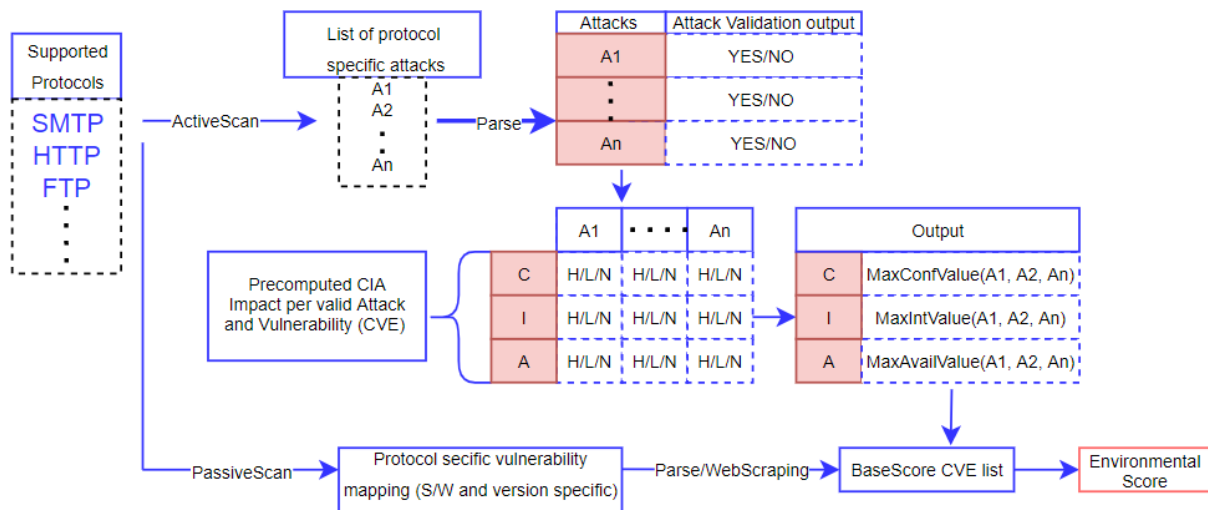 Supported
Protocols
SMTP
HTTP
FTP
ActiveScan
List of protocol
specific attacks
A1
A2
An
Parse
Attacks
Attack Validation output
A1
YES/NO
YES/NO
An
YES/NO
Precomputed CIA
Impact per valid Attack
and Vulnerability (CVE)
A1
An
C
H/L/N
H/L/N
H/L/N
I
H/L/N
H/L/N
H/L/N
A
H/L/N
H/L/N
H/L/N
Output
C
MaxConfValue(A1, A2, An)
I
MaxIntValue(A1, A2, An)
A
MaxAvailValue(A1, A2, An)
PassiveScan
Protocol secific vulnerability
mapping (S/W and version specific)
Parse/WebScraping
BaseScore CVE list
Environmental
Score